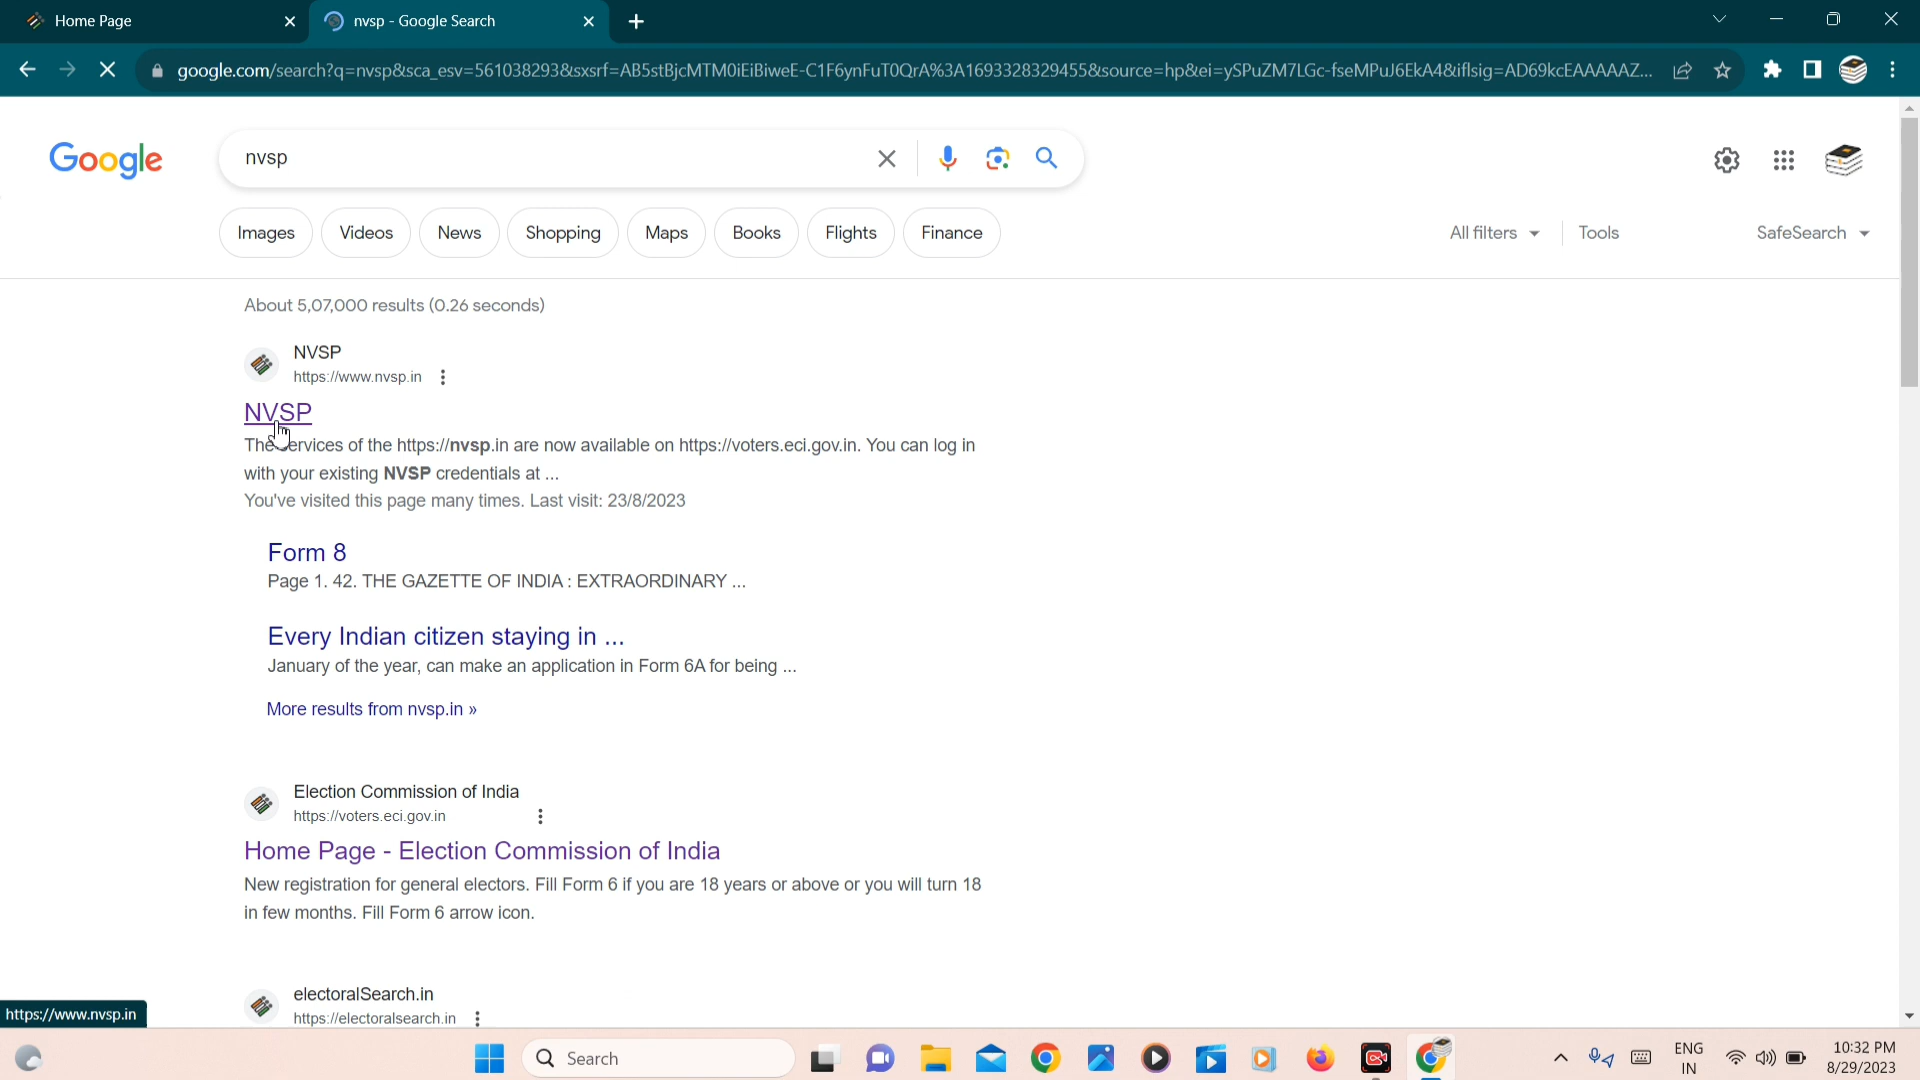 Home Page
nvsp - Google Search
google.com/search?q=nvsp&sca_esv=561038293&sxsrf=AB5stBjcMTM0iEiBiweE-C1F6ynFuT0QrA%3A1693328329455&source=hp&ei=ySPuZM7LGc-fseMPuJ6EkA4&iflsig=AD69kcEAAAAAZ...
Google
nvsp
Images Videos News Shopping Maps Books Flights Finance
All filters Tools SafeSearch
About 5,07,000 results (0.26 seconds)
NVSP
https://www.nvsp.in
NVSP
The services of the https://nvsp.in are now available on https://voters.eci.gov.in. You can log in
with your existing NVSP credentials at ...
You've visited this page many times. Last visit: 23/8/2023
Form 8
Page 1. 42. THE GAZETTE OF INDIA : EXTRAORDINARY ...
Every Indian citizen staying in ...
January of the year, can make an application in Form 6A for being ...
More results from nvsp.in »
Election Commission of India
https://voters.eci.gov.in
Home Page - Election Commission of India
New registration for general electors. Fill Form 6 if you are 18 years or above or you will turn 18
in few months. Fill Form 6 arrow icon.
electoralSearch.in
https://electoralsearch.in
https://www.nvsp.in
Search
ENG
IN
10:32 PM
8/29/2023